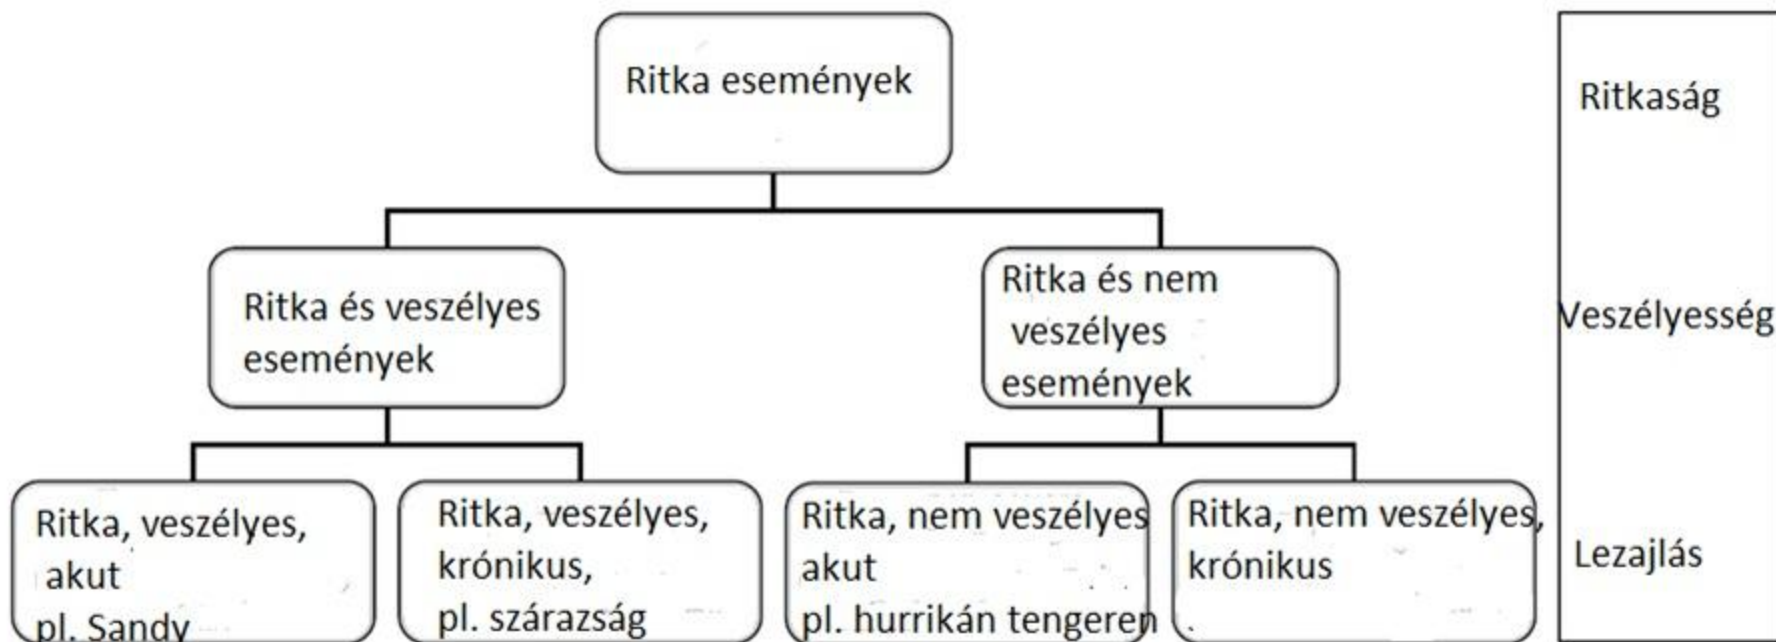 Ritka események
Ritkaság
Ritka és veszélyes
események
Ritka és nem
veszélyes
események
Veszélyesség
Ritka, veszélyes,
akut
pl. Sandy
Ritka, veszélyes,
krónikus,
pl. szárazság
Ritka, nem veszélyes
akut
pl. hurrikán tengeren
Ritka, nem veszélyes,
krónikus
Lezajlás